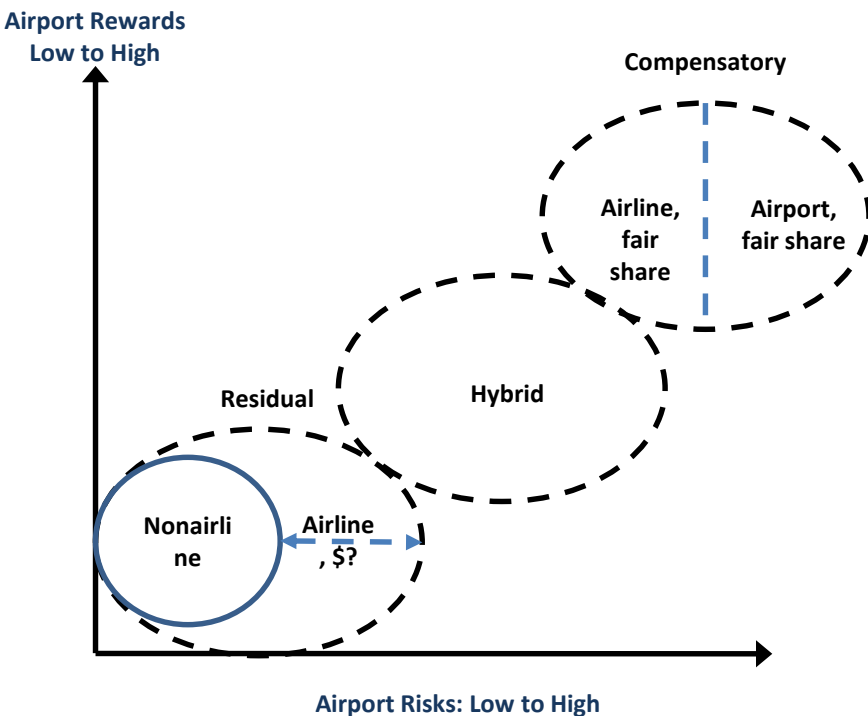 Airport Rewards
Low to High
Compensatory
Airline,
fair
share
Airport,
fair share
Hybrid
Residual
Nonairli
ne
Airline
, $?
Airport Risks: Low to High